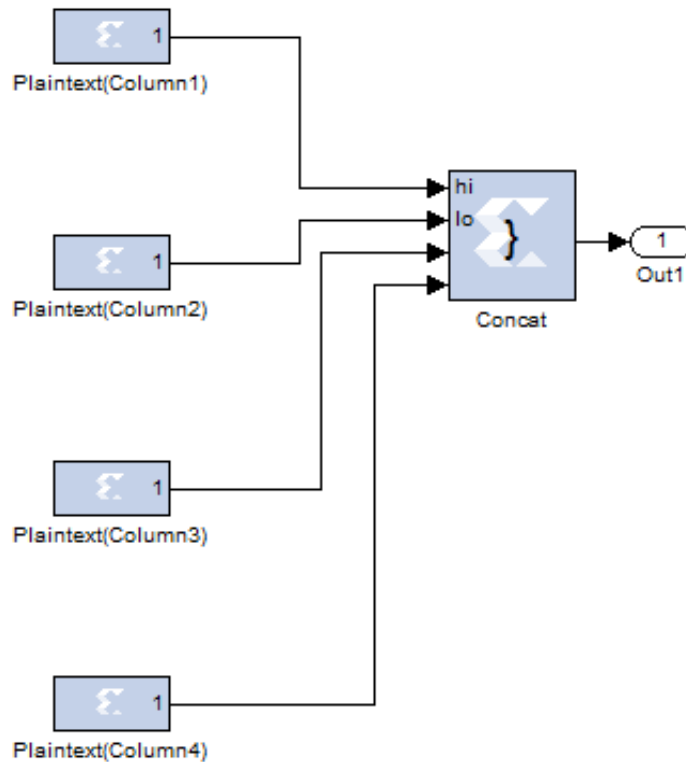 1
Plaintext(Column1)
hi
lo
}
Concat
1
Out1
1
Plaintext(Column2)
1
Plaintext(Column3)
1
Plaintext(Column4)